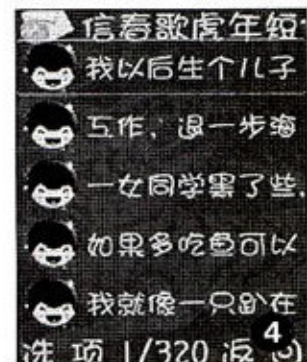 信春歌虎年短
我以后生个儿子
工作，退一步海
一女同学累了些
如果多吃鱼可以
我就像一只趴在
选项 1/320 返回
4